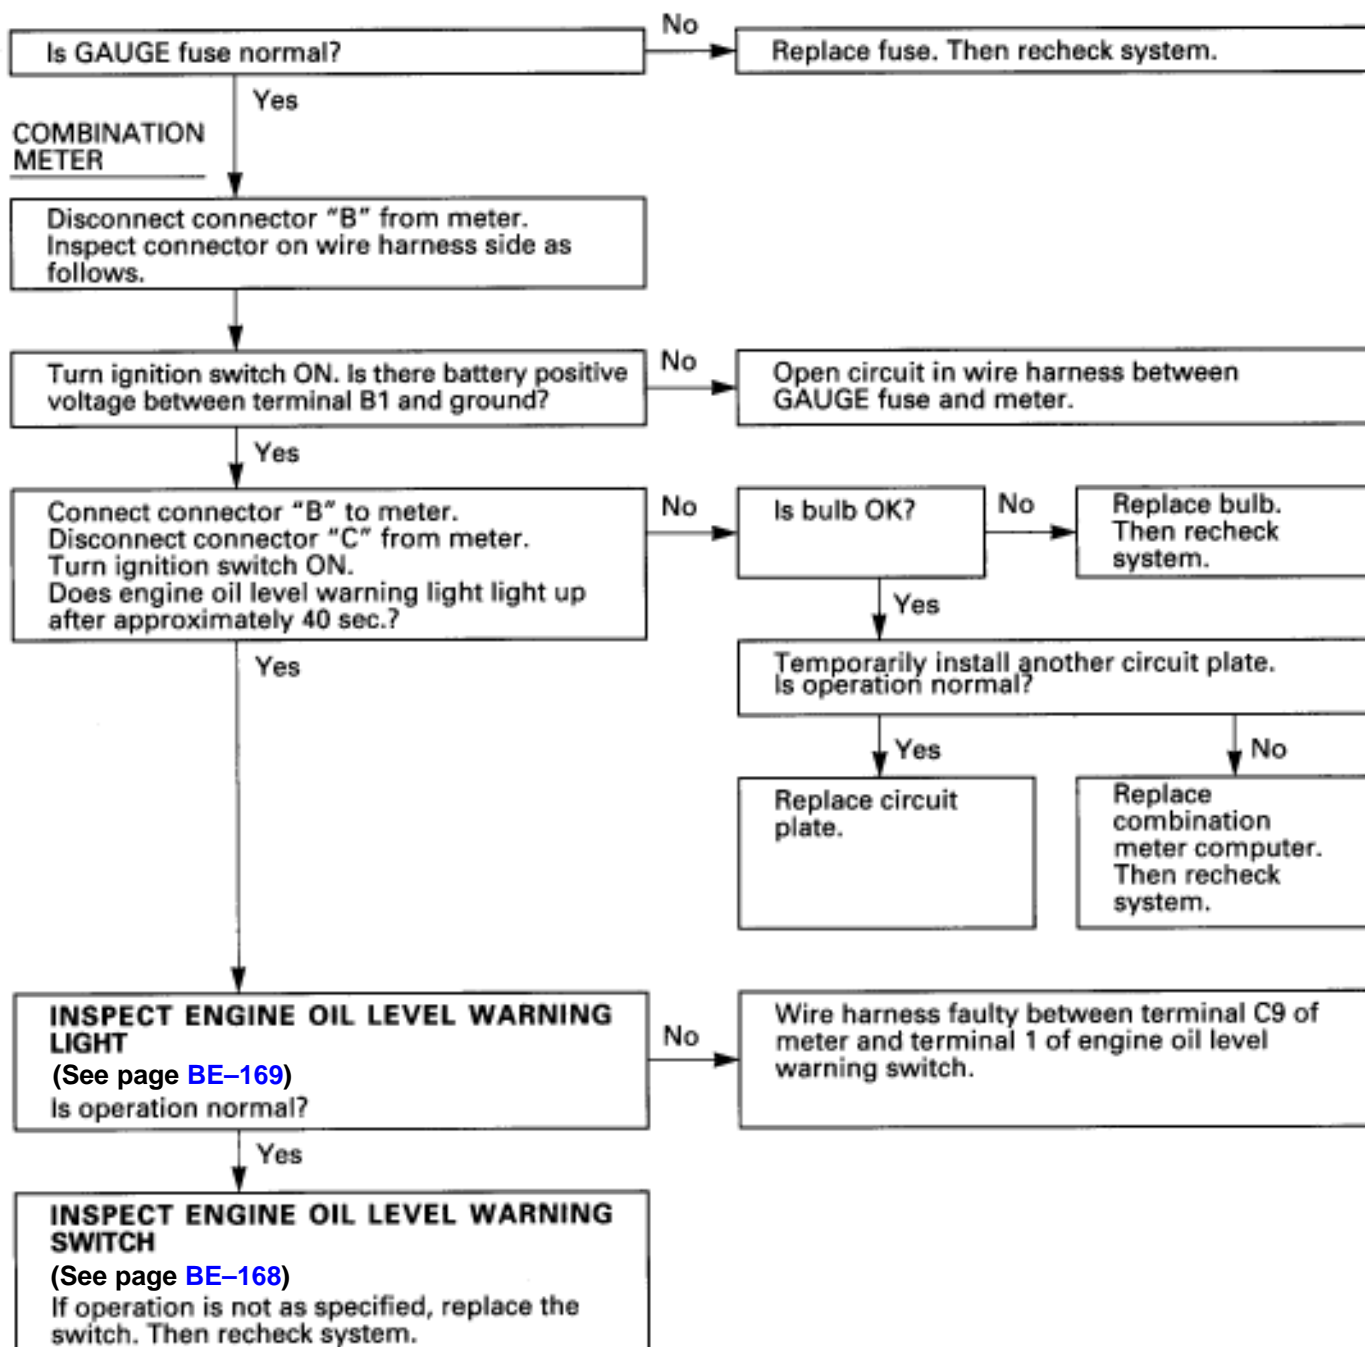 Is GAUGE fuse normal?
No
Replace fuse. Then recheck system.
Yes
COMBINATION
METER
Disconnect connector "B" from meter.
Inspect connector on wire harness side as
follows.
Turn ignition switch ON. Is there battery positive
voltage between terminal B1 and ground?
No
Open circuit in wire harness between
GAUGE fuse and meter.
Yes
Connect connector "B" to meter.
Disconnect connector "C" from meter.
Turn ignition switch ON.
Does engine oil level warning light light up
after approximately 40 sec.?
No
Is bulb OK?
No
Replace bulb.
Then recheck
system.
Yes
Yes
Temporarily install another circuit plate.
Is operation normal?
Yes
No
Replace circuit
plate.
Replace
combination
meter computer.
Then recheck
system.
INSPECT ENGINE OIL LEVEL WARNING
LIGHT
(See page BE–169)
Is operation normal?
No
Wire harness faulty between terminal C9 of
meter and terminal 1 of engine oil level
warning switch.
Yes
INSPECT ENGINE OIL LEVEL WARNING
SWITCH
(See page BE–168)
If operation is not as specified, replace the
switch. Then recheck system.